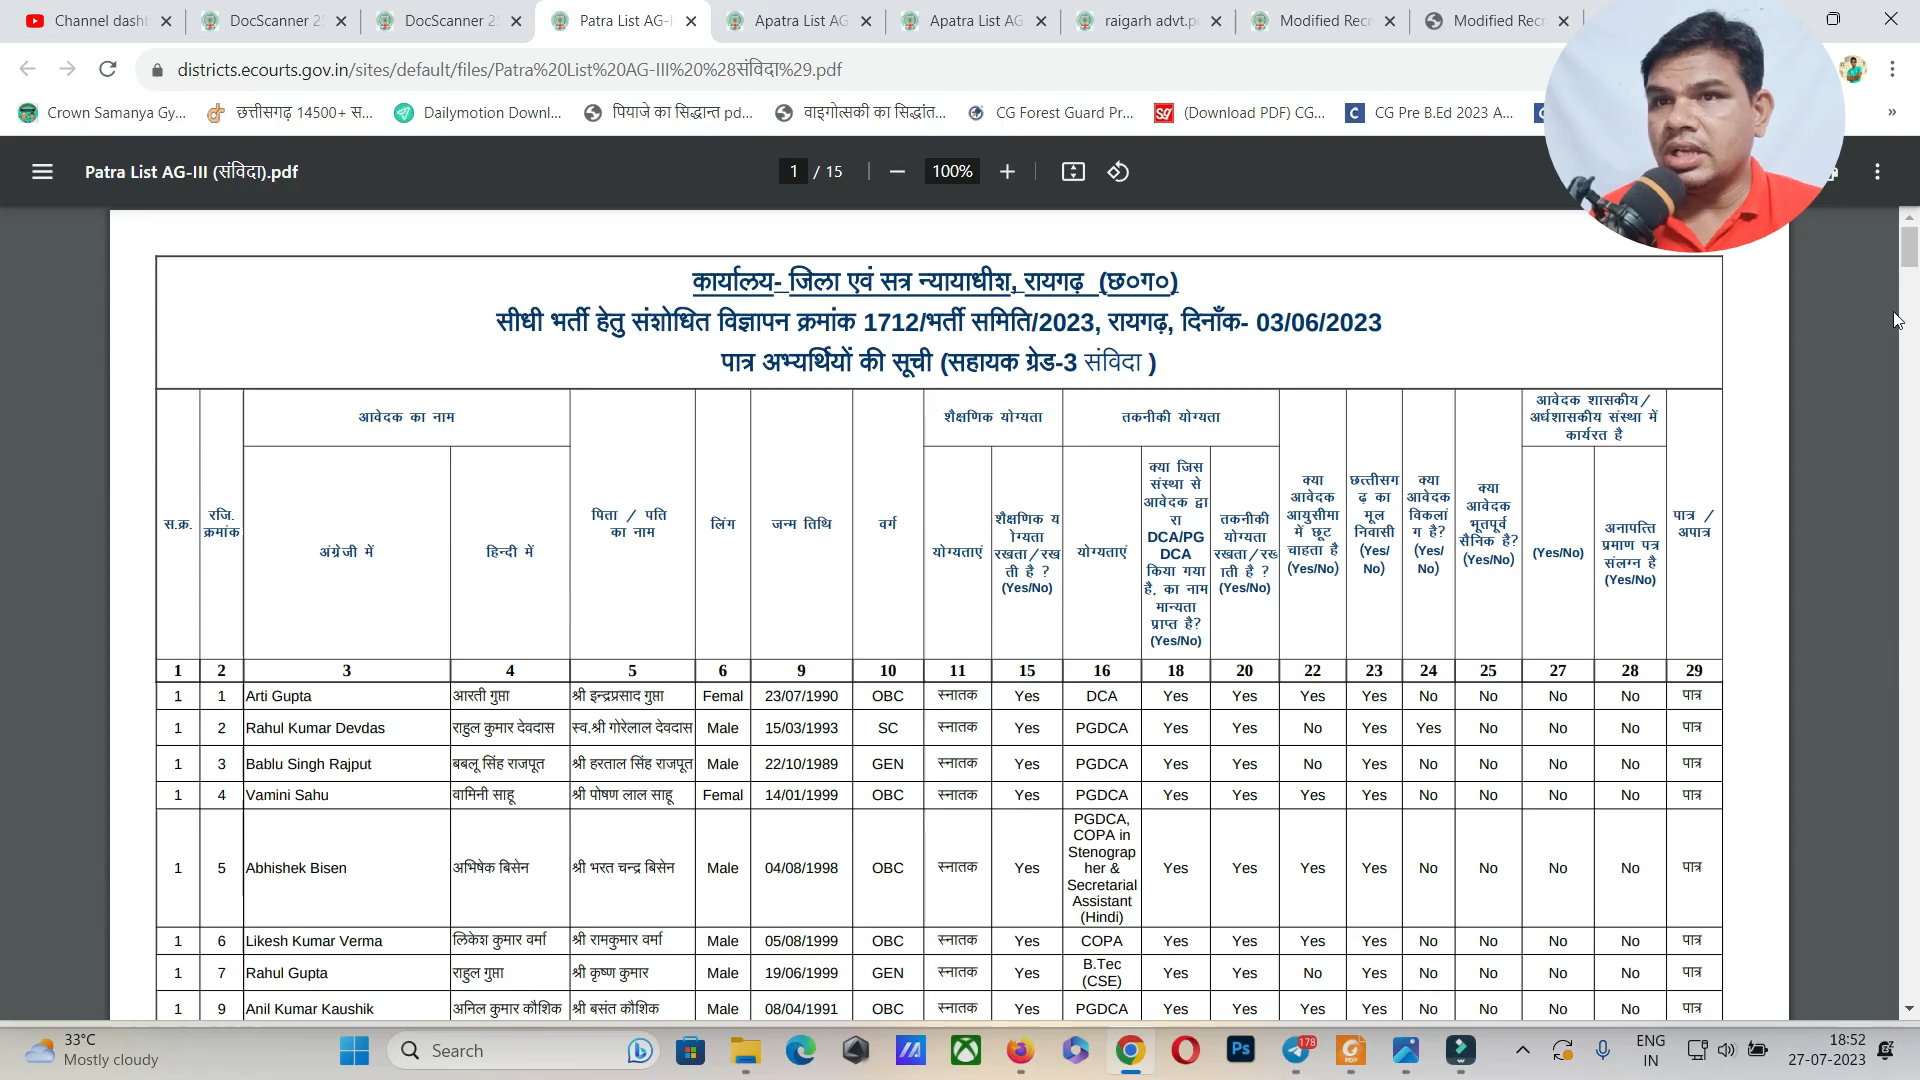 Channel dash
DocScanner 2
DocScanner 2
Patra List AG-
Apatra List AG
Apatra List AG
raigarh advt.p
Modified Recr
Modified Recr
districts.ecourts.gov.in/sites/default/files/Patra%20List%20AG-III%20%28संविदा%29.pdf
Crown Samanya Gy...
छत्तीसगढ़ 14500+ स...
Dailymotion Downl...
पियाजे का सिद्धान्त pd...
वाइगोत्सकी का सिद्धांत...
CG Forest Guard Pr...
(Download PDF) CG...
CG Pre B.Ed 2023 A...
Patra List AG-III (संविदा).pdf
1 / 15
100%
कार्यालय- जिला एवं सत्र न्यायाधीश, रायगढ़ (छ०ग०)
सीधी भर्ती हेतु संशोधित विज्ञापन क्रमांक 1712/भर्ती समिति/2023, रायगढ़, दिनाँक- 03/06/2023
पात्र अभ्यर्थियों की सूची (सहायक ग्रेड-3 संविदा )
स.क्र.
रजि. क्रमांक
आवेदक का नाम
अंग्रेजी में
हिन्दी में
पिता / पति का नाम
लिंग
जन्म तिथि
वर्ग
शैक्षणिक योग्यता
योग्यताएं
शैक्षणिक योग्यता रखता/रखती है ? (Yes/No)
तकनीकी योग्यता
योग्यताएं
क्या जिस संस्था से आवेदक द्वारा DCA/PG DCA किया गया है, का नाम मान्यता प्राप्त है? (Yes/No)
तकनीकी योग्यता रखता/रखाती है ? (Yes/No)
क्या आवेदक आयुसीमा में छूट चाहता है (Yes/No)
छत्तीसगढ़ का मूल निवासी (Yes/ No)
क्या आवेदक विकलांग है? (Yes/ No)
क्या आवेदक भूतपूर्व सैनिक है? (Yes/No)
आवेदक शासकीय/ अर्धशासकीय संस्था में कार्यरत है
(Yes/No)
अनापत्ति प्रमाण पत्र संलग्न है (Yes/No)
पात्र / अपात्र
1 2 3 4 5 6 9 10 11 15 16 18 20 22 23 24 25 27 28 29
1 1 Arti Gupta आरती गुप्ता श्री इन्द्रप्रसाद गुप्ता Femal 23/07/1990 OBC स्नातक Yes DCA Yes Yes Yes Yes No No No No पात्र
1 2 Rahul Kumar Devdas राहुल कुमार देवदास स्व.श्री गोरेलाल देवदास Male 15/03/1993 SC स्नातक Yes PGDCA Yes Yes No Yes Yes No No No पात्र
1 3 Bablu Singh Rajput बबलू सिंह राजपूत श्री हरताल सिंह राजपूत Male 22/10/1989 GEN स्नातक Yes PGDCA Yes Yes No Yes No No No No पात्र
1 4 Vamini Sahu वामिनी साहू श्री पोषण लाल साहू Femal 14/01/1999 OBC स्नातक Yes PGDCA Yes Yes Yes Yes No No No No पात्र
1 5 Abhishek Bisen अभिषेक बिसेन श्री भरत चन्द्र बिसेन Male 04/08/1998 OBC स्नातक Yes PGDCA, COPA in Stenographer & Secretarial Assistant (Hindi) Yes Yes Yes Yes No No No No पात्र
1 6 Likesh Kumar Verma लिकेश कुमार वर्मा श्री रामकुमार वर्मा Male 05/08/1999 OBC स्नातक Yes COPA Yes Yes Yes Yes No No No No पात्र
1 7 Rahul Gupta राहुल गुप्ता श्री कृष्ण कुमार Male 19/06/1999 GEN स्नातक Yes B.Tec (CSE) Yes Yes No Yes No No No No पात्र
1 9 Anil Kumar Kaushik अनिल कुमार कौशिक श्री बसंत कौशिक Male 08/04/1991 OBC स्नातक Yes PGDCA Yes Yes Yes Yes No No No No पात्र
33°C
Mostly cloudy
Search
Ps
178
ENG
IN
18:52
27-07-2023